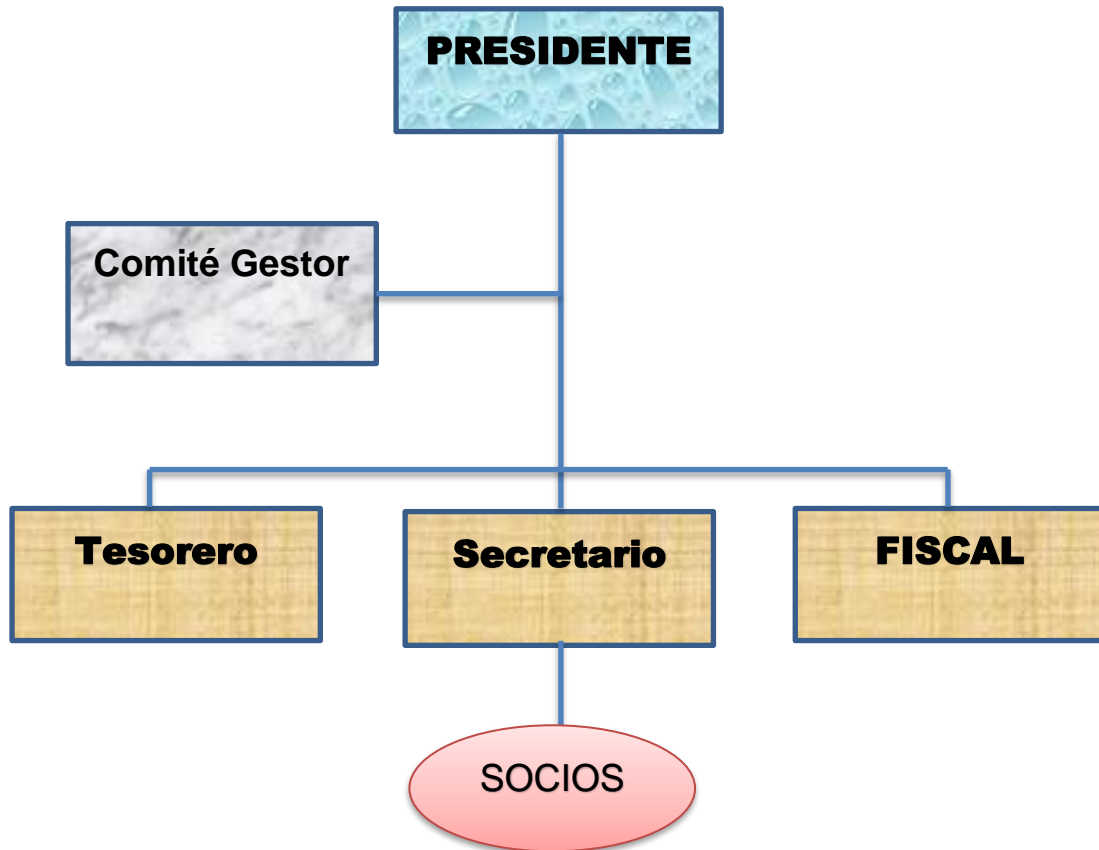 PRESIDENTE
Comité Gestor
Tesorero
Secretario
FISCAL
SOCIOS